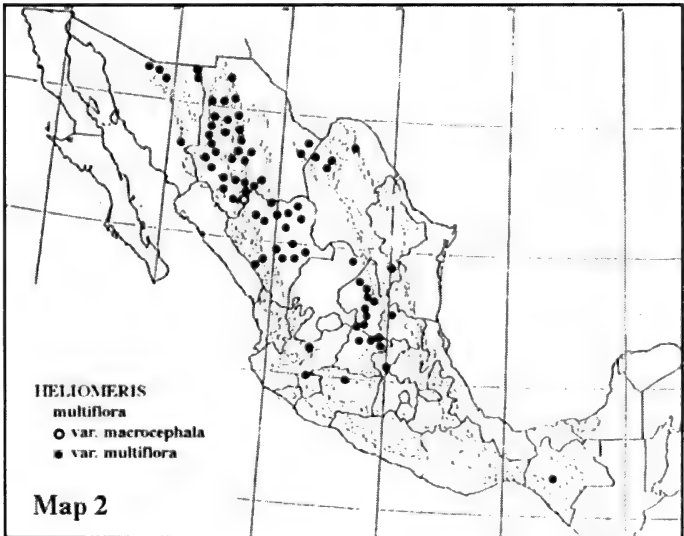 HELIOMERIS
multiflora
var. macrocephala
var. multiflora
Map 2